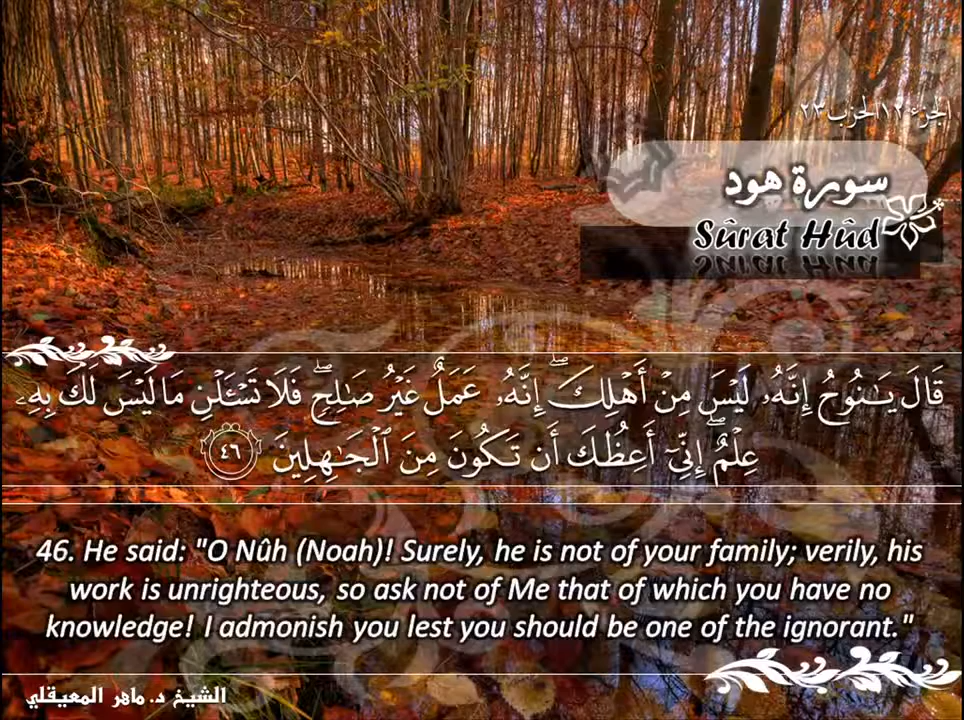 الجزء ١٢ الحزب ٢٣
سورة هود
Sûrat Hûd
قَالَ يَـٰنُوحُ إِنَّهُۥ لَيْسَ مِنْ أَهْلِكَ ۖ إِنَّهُۥ عَمَلٌ غَيْرُ صَـٰلِحٍ ۖ فَلَا تَسْـَٔلْنِ مَا لَيْسَ لَكَ بِهِۦ
عِلْمٌ ۖ إِنِّىٓ أَعِظُكَ أَن تَكُونَ مِنَ ٱلْجَـٰهِلِينَ ٤٦
46. He said: "O Nûh (Noah)! Surely, he is not of your family; verily, his
work is unrighteous, so ask not of Me that of which you have no
knowledge! I admonish you lest you should be one of the ignorant."
الشيخ د. ماهر المعيقلي